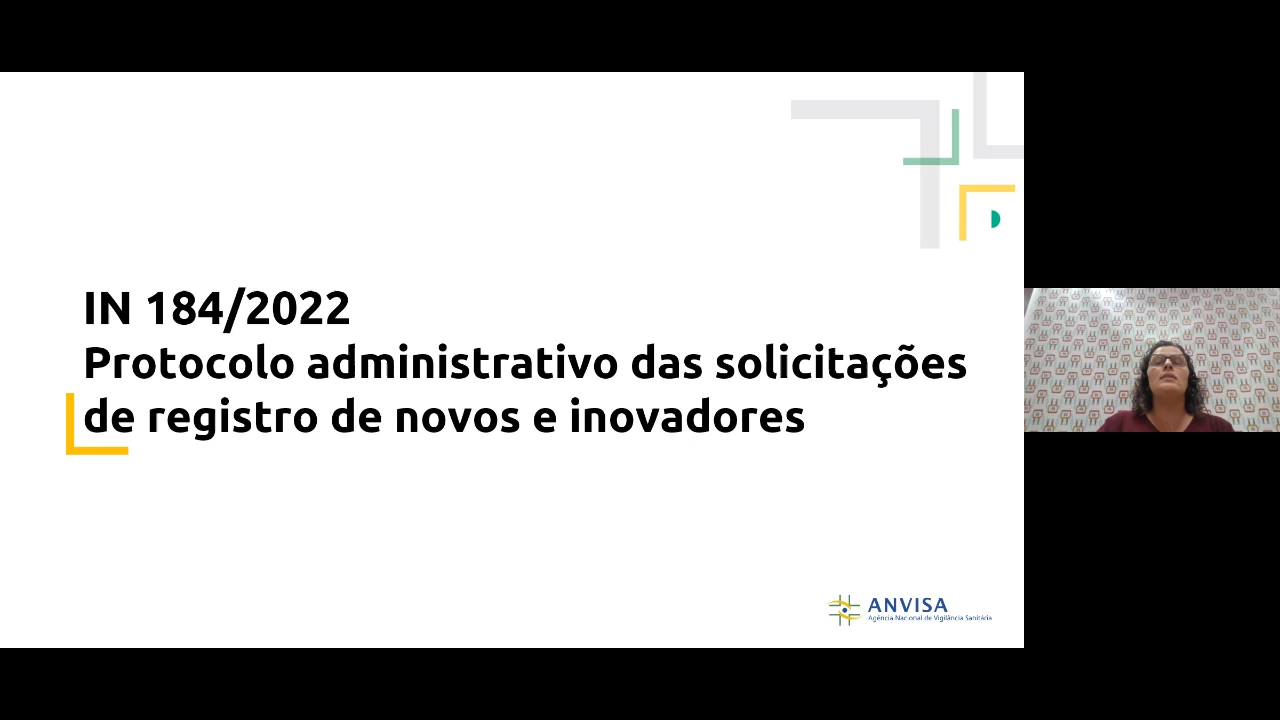 IN 184/2022
Protocolo administrativo das solicitações
de registro de novos e inovadores
ANVISA
Agência Nacional de Vigilância Sanitária